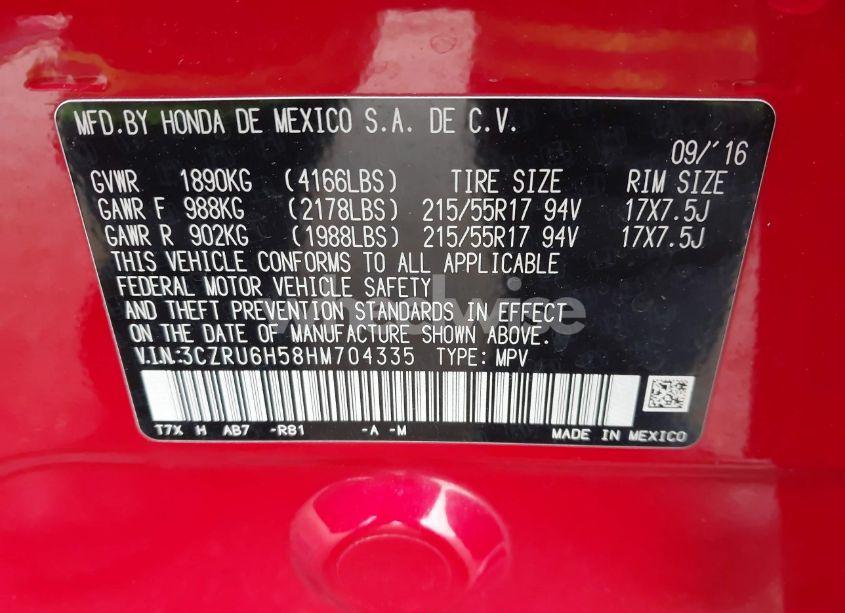 MFD.BY HONDA DE MEXICO S.A. DE C.V.
09/'16
GVWR 1890KG (4166LBS) TIRE SIZE RIM SIZE
GAWR F 988KG (2178LBS) 215/55R17 94V 17X7.5J
GAWR R 902KG (1988LBS) 215/55R17 94V 17X7.5J
THIS VEHICLE CONFORMS TO ALL APPLICABLE
FEDERAL MOTOR VEHICLE SAFETY
AND THEFT PREVENTION STANDARDS IN EFFECT
ON THE DATE OF MANUFACTURE SHOWN ABOVE.
V.I.N:3CZRU6H58HM704335 TYPE: MPV
T7X H AB7 -R81 -A -M
MADE IN MEXICO